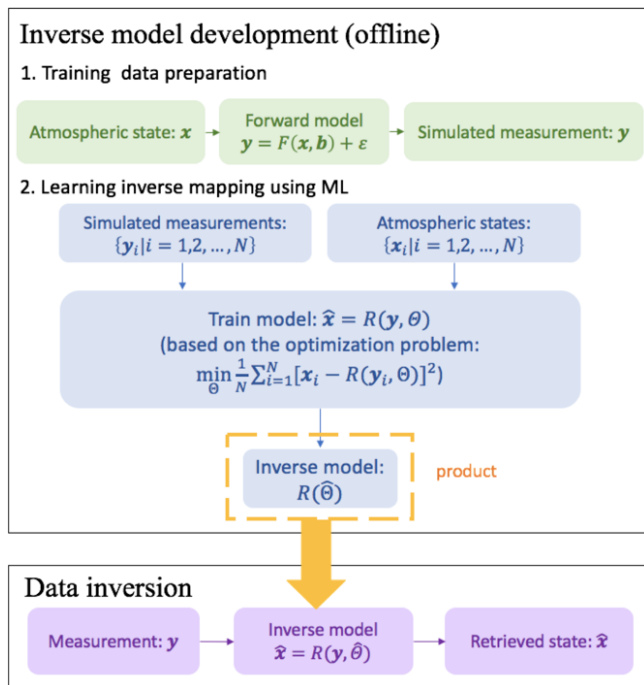 Inverse model development (offline)
1. Training data preparation
Atmospheric state: 𝒙
Forward model
𝒚 = 𝐹(𝒙, 𝒃) + 𝜀
Simulated measurement: 𝒚
2. Learning inverse mapping using ML
Simulated measurements:
{𝒚ᵢ|𝑖 = 1,2, …, 𝑁}
Atmospheric states:
{𝒙ᵢ|𝑖 = 1,2, …, 𝑁}
Train model: 𝒙̂ = 𝑅(𝒚, 𝛩)
(based on the optimization problem:
min_Θ 1/𝑁 ∑ᵢ₌₁ᴺ[𝒙ᵢ − 𝑅(𝒚ᵢ, Θ)]²)
Inverse model:
𝑅(Θ̂)
product
Data inversion
Measurement: 𝒚
Inverse model
𝒙̂ = 𝑅(𝒚, 𝛩̂)
Retrieved state: 𝒙̂